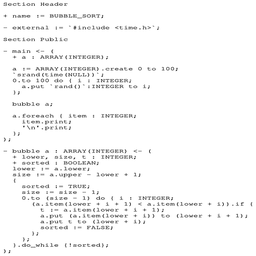 Section Header

+ name := BUBBLE_SORT;

- external := `#include <time.h>`;

Section Public

- main <- (
  + a : ARRAY(INTEGER);

  a := ARRAY(INTEGER).create 0 to 100;
  `srand(time(NULL))`;
  0.to 100 do { i : INTEGER;
    a.put `rand()`:INTEGER to i;
  };

  bubble a;

  a.foreach { item : INTEGER;
    item.print;
    '\n'.print;
  };
);

- bubble a : ARRAY(INTEGER) <- (
  + lower, size, t : INTEGER;
  + sorted : BOOLEAN;
  lower := a.lower;
  size := a.upper - lower + 1;
  {
    sorted := TRUE;
    size := size - 1;
    0.to (size - 1) do { i : INTEGER;
      (a.item(lower + i + 1) < a.item(lower + i)).if {
        t := a.item(lower + i + 1);
        a.put (a.item(lower + i)) to (lower + i + 1);
        a.put t to (lower + i);
        sorted := FALSE;
      };
    };
  }.do_while {!sorted};
);